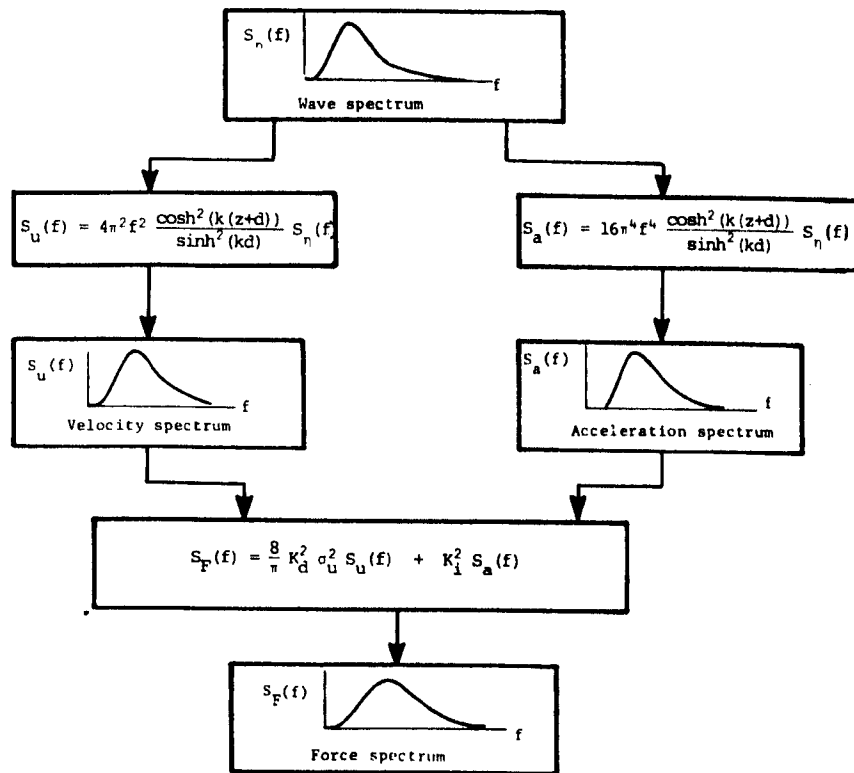 S_η(f)
f
Wave spectrum
S_u(f) = 4π²f² cosh²(k(z+d)) / sinh²(kd) S_η(f)
S_a(f) = 16π⁴f⁴ cosh²(k(z+d)) / sinh²(kd) S_η(f)
S_u(f)
f
Velocity spectrum
S_a(f)
f
Acceleration spectrum
S_F(f) = 8/π K_d² σ_u² S_u(f) + K_i² S_a(f)
S_F(f)
f
Force spectrum